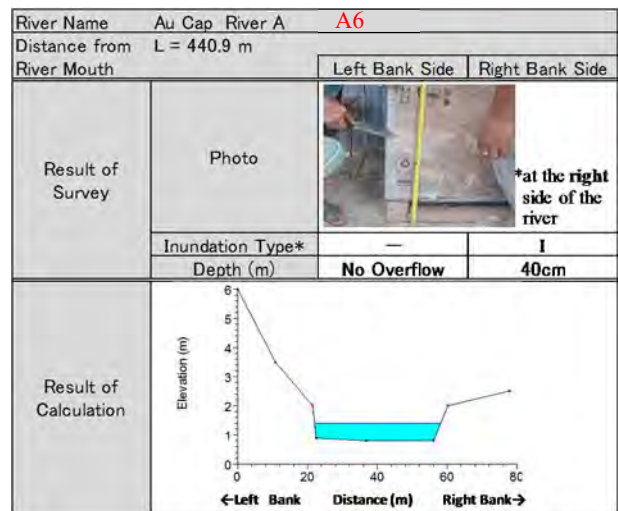 River Name Au Cap River A A6
Distance from L = 440.9 m
River Mouth Left Bank Side Right Bank Side
Result of Survey
Photo
*at the right
side of the
river
Inundation Type* — I
Depth (m) No Overflow 40cm
Result of
Calculation
Elevation (m)
6
5
4
3
2
1
0
0 20 40 60 80
←Left Bank Distance (m) Right Bank→